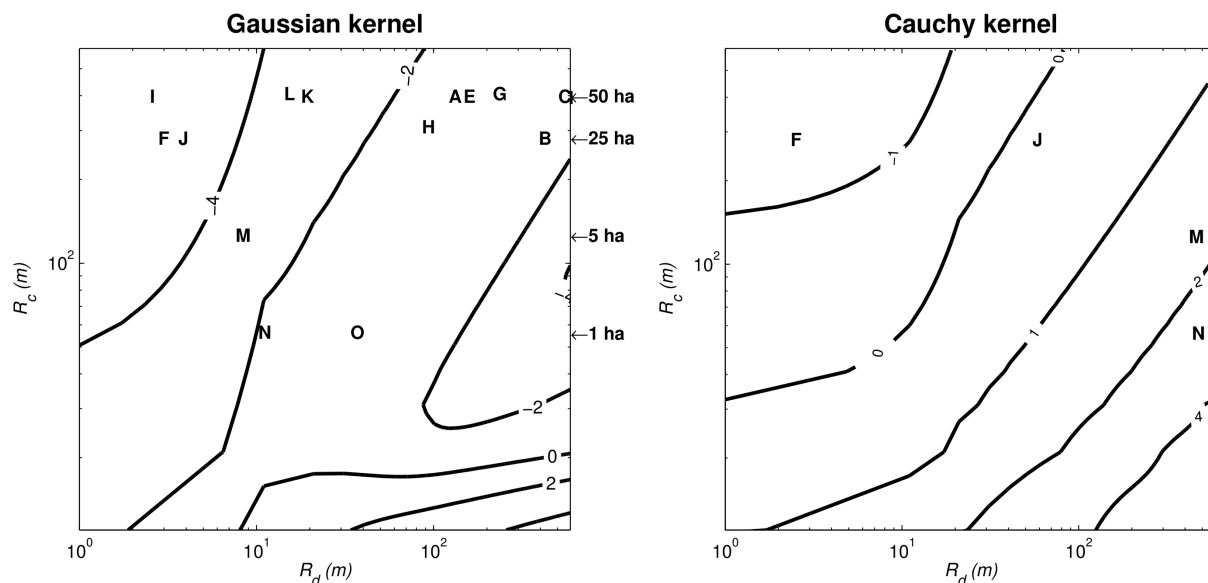 Gaussian kernel
Cauchy kernel
I
L K
A E
G
C ←50 ha
F J
H
B ←25 ha
−4
−2
M
←5 ha
N
O
←1 ha
−2
0
2
10²
R_c (m)
10⁰ 10¹ 10²
R_d (m)
F
J
0
−1
M
2
1
N
0
4
10²
R_c (m)
10⁰ 10¹ 10²
R_d (m)